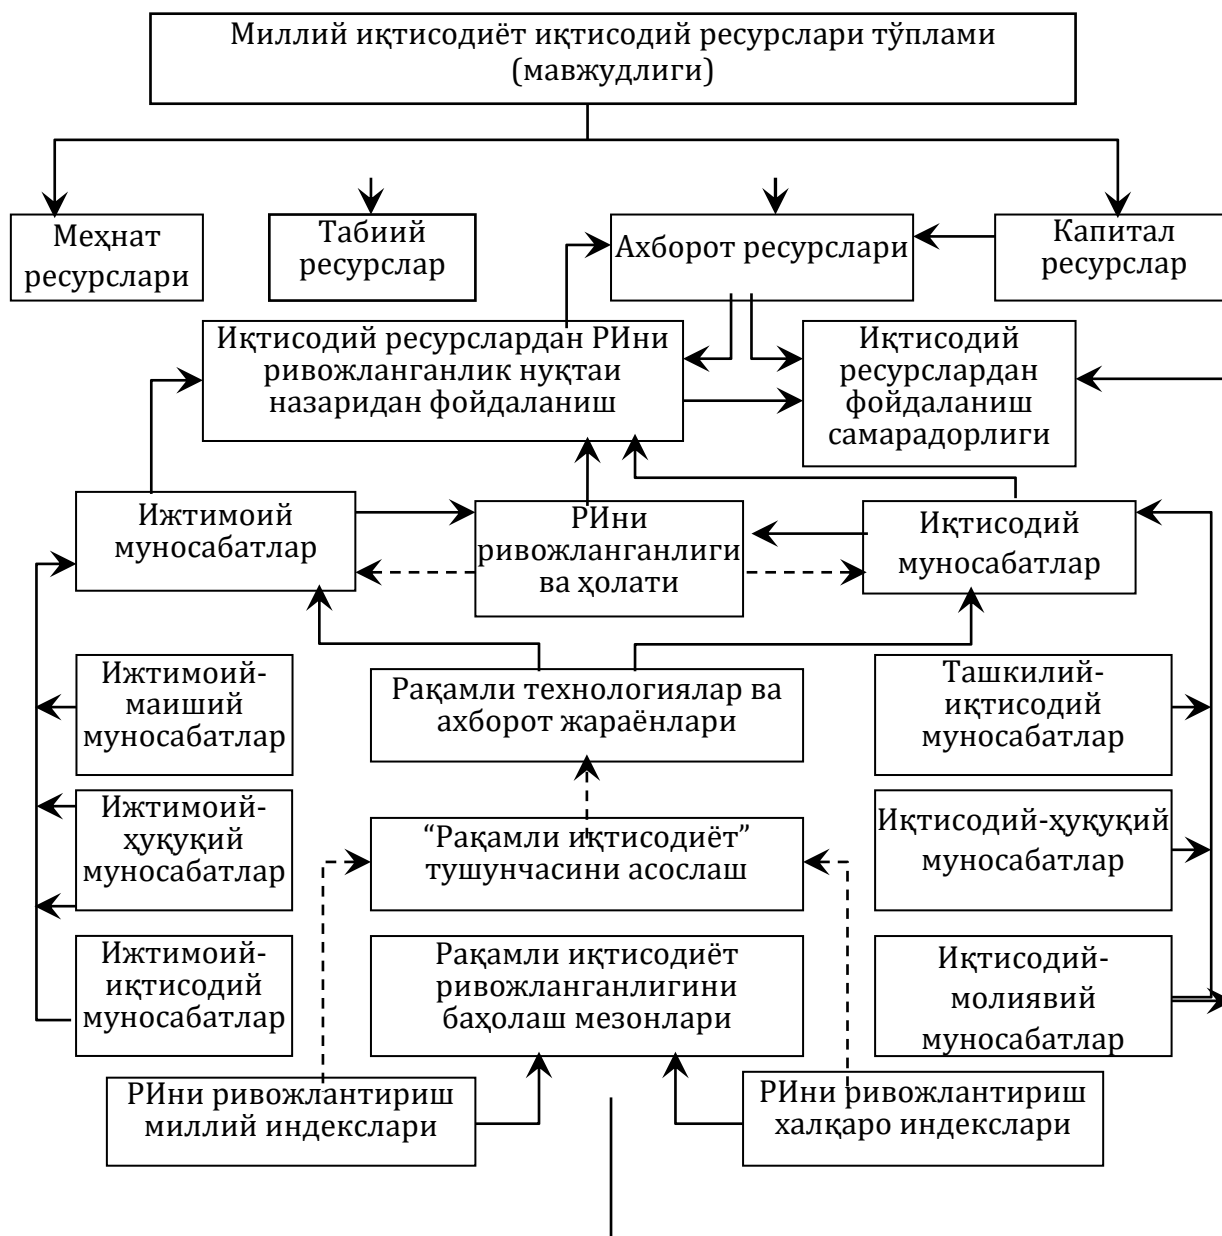 Миллий иқтисодиёт иқтисодий ресурслари тўплами
(мавжудлиги)
Меҳнат
ресурслари
Табиий
ресурслар
Ахборот ресурслари
Капитал
ресурслар
Иқтисодий ресурслардан РИни
ривожланганлик нуқтаи
назаридан фойдаланиш
Иқтисодий
ресурслардан
фойдаланиш
самарадорлиги
Ижтимоий
муносабатлар
РИни
ривожланганлиги
ва ҳолати
Иқтисодий
муносабатлар
Ижтимоий-
маиший
муносабатлар
Рақамли технологиялар ва
ахборот жараёнлари
Ташкилий-
иқтисодий
муносабатлар
Ижтимоий-
ҳуқуқий
муносабатлар
“Рақамли иқтисодиёт”
тушунчасини асослаш
Иқтисодий-ҳуқуқий
муносабатлар
Ижтимоий-
иқтисодий
муносабатлар
Рақамли иқтисодиёт
ривожланганлигини
баҳолаш мезонлари
Иқтисодий-
молиявий
муносабатлар
РИни ривожлантириш
миллий индекслари
РИни ривожлантириш
халқаро индекслари